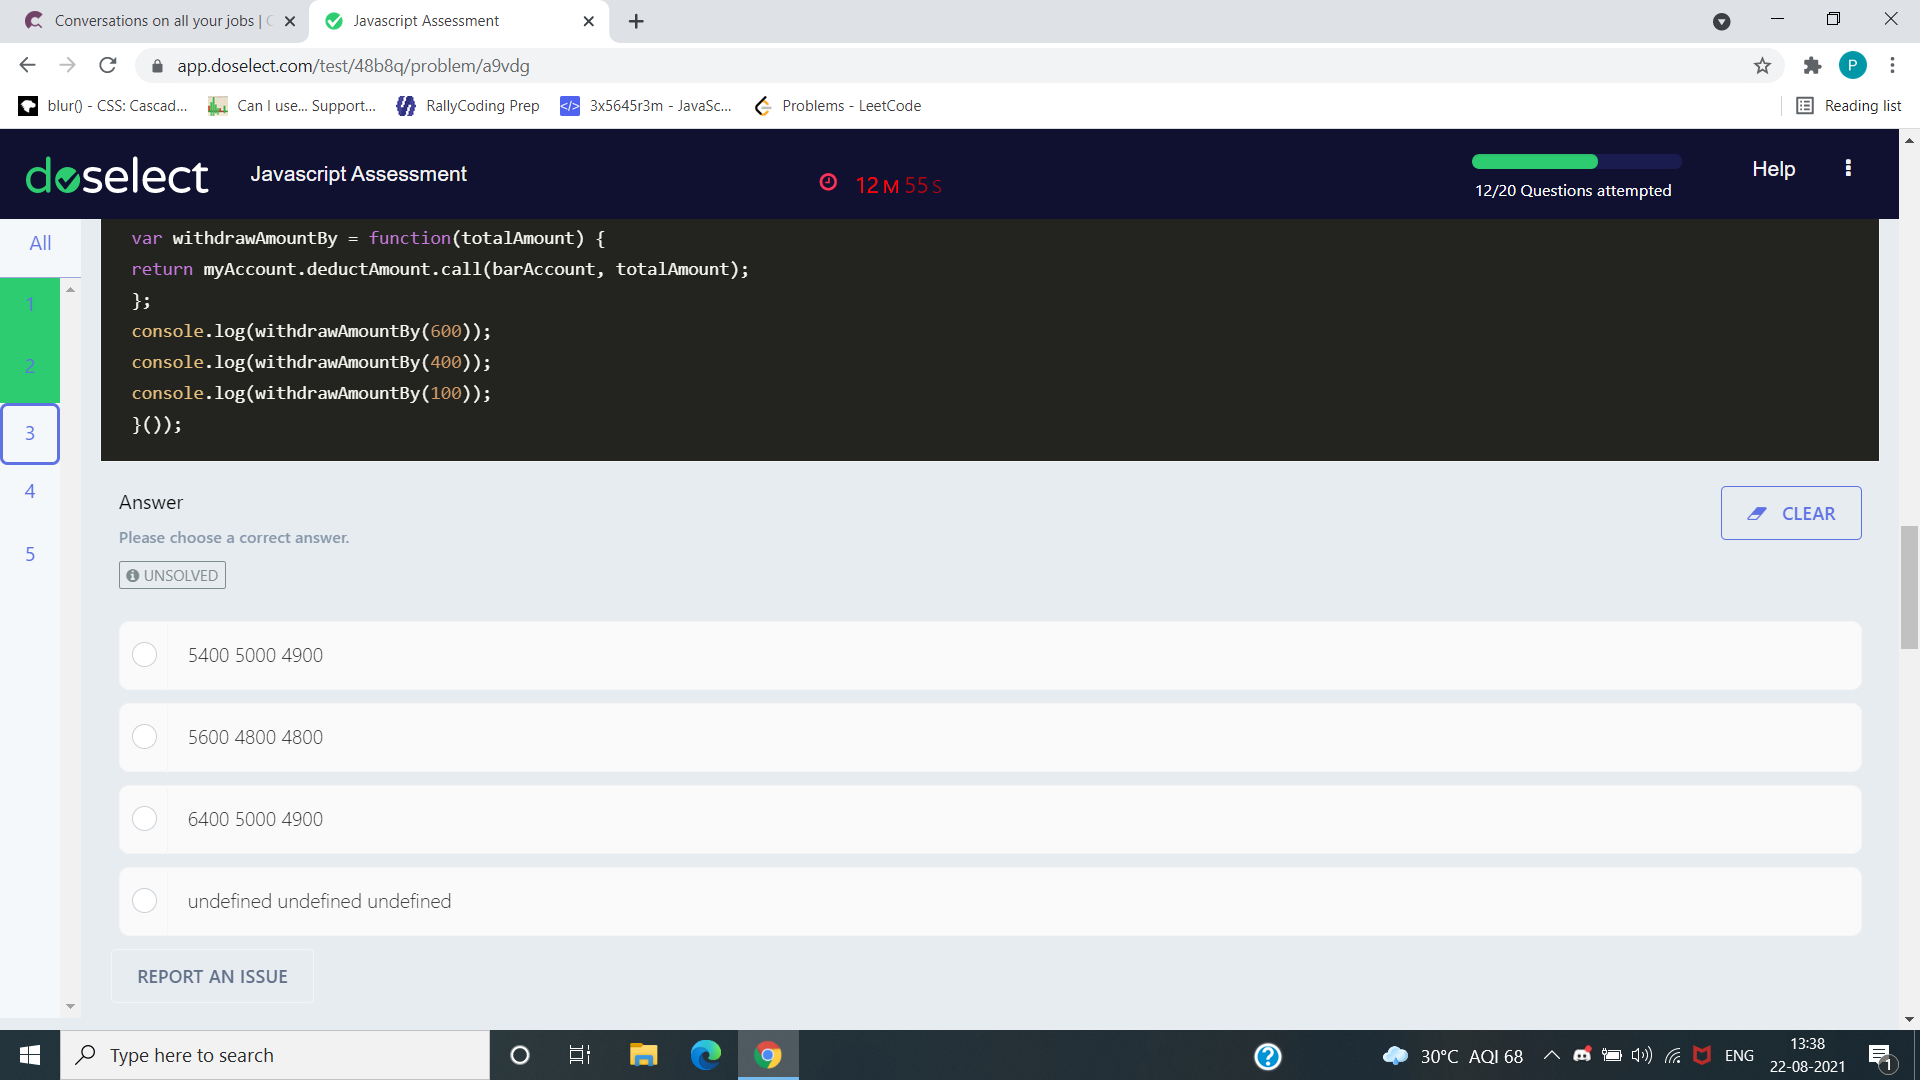 Conversations on all your jobs | C
Javascript Assessment
app.doselect.com/test/48b8q/problem/a9vdg
P
blur() - CSS: Cascad...
Can I use... Support...
RallyCoding Prep
3x5645r3m - JavaSc...
Problems - LeetCode
Reading list
doselect
Javascript Assessment
12 M 55 S
12/20 Questions attempted
Help
All
1
2
3
4
5
var withdrawAmountBy = function(totalAmount) {
return myAccount.deductAmount.call(barAccount, totalAmount);
};
console.log(withdrawAmountBy(600));
console.log(withdrawAmountBy(400));
console.log(withdrawAmountBy(100));
}());
Answer
CLEAR
Please choose a correct answer.
UNSOLVED
5400 5000 4900
5600 4800 4800
6400 5000 4900
undefined undefined undefined
REPORT AN ISSUE
Type here to search
30°C AQI 68
ENG
13:38
22-08-2021
1